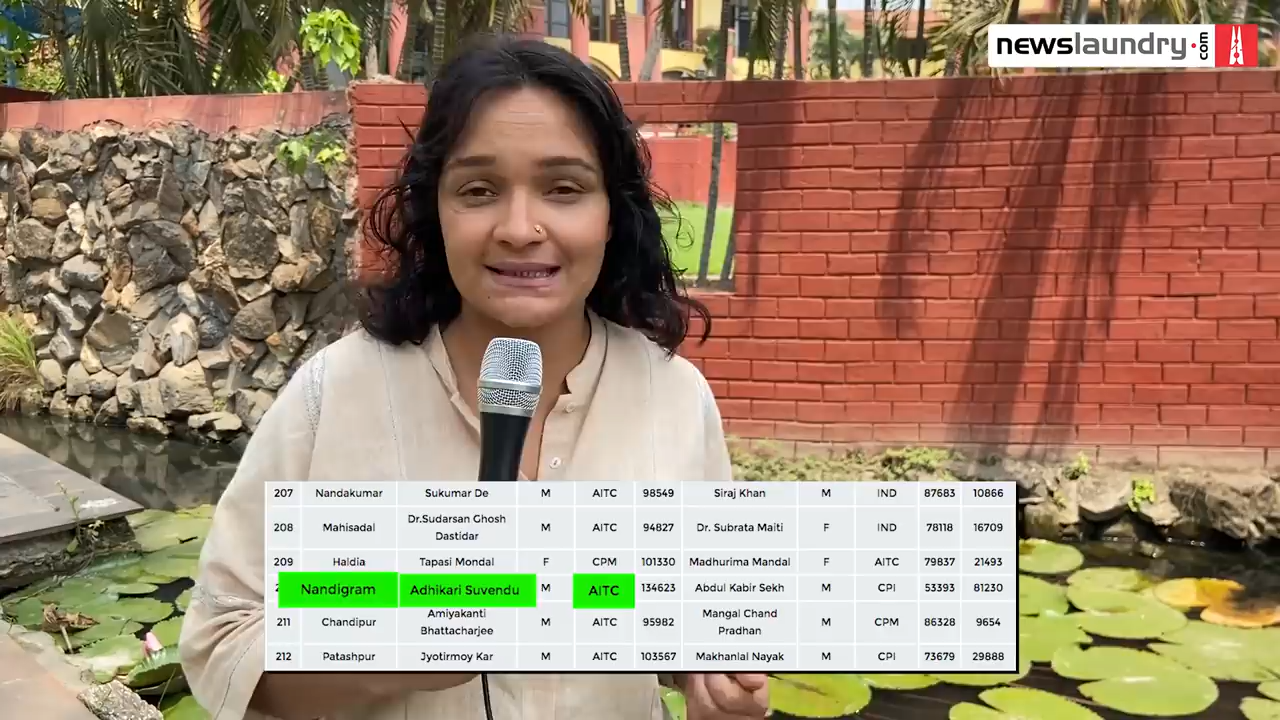 newslaundry.com
207 Nandakumar Sukumar De M AITC 98549 Siraj Khan M IND 87683 10866
208 Mahisadal Dr.Sudarsan Ghosh Dastidar M AITC 94827 Dr. Subrata Maiti F IND 78118 16709
209 Haldia Tapasi Mondal F CPM 101330 Madhurima Mandal F AITC 79837 21493
Nandigram Adhikari Suvendu M AITC 134623 Abdul Kabir Sekh M CPI 53393 81230
211 Chandipur Amiyakanti Bhattacharjee M AITC 95982 Mangal Chand Pradhan M CPM 86328 9654
212 Patashpur Jyotirmoy Kar M AITC 103567 Makhanlal Nayak M CPI 73679 29888